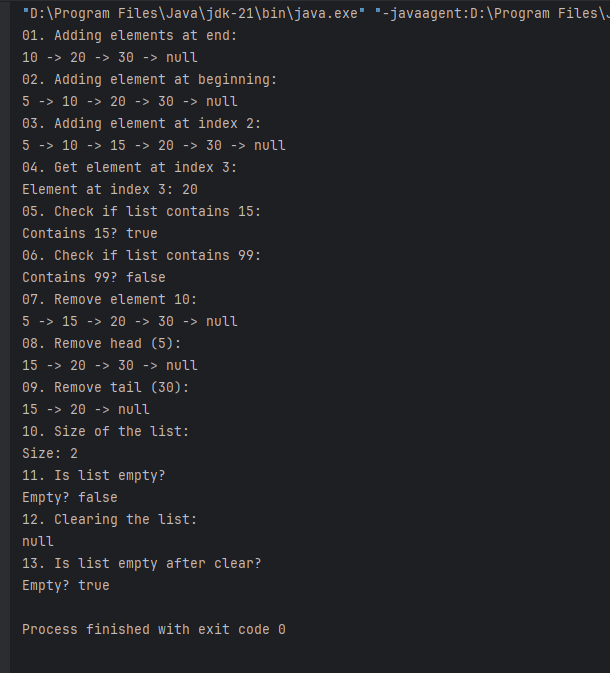 "D:\Program Files\Java\jdk-21\bin\java.exe" "-javaagent:D:\Program Files\
01. Adding elements at end:
10 -> 20 -> 30 -> null
02. Adding element at beginning:
5 -> 10 -> 20 -> 30 -> null
03. Adding element at index 2:
5 -> 10 -> 15 -> 20 -> 30 -> null
04. Get element at index 3:
Element at index 3: 20
05. Check if list contains 15:
Contains 15? true
06. Check if list contains 99:
Contains 99? false
07. Remove element 10:
5 -> 15 -> 20 -> 30 -> null
08. Remove head (5):
15 -> 20 -> 30 -> null
09. Remove tail (30):
15 -> 20 -> null
10. Size of the list:
Size: 2
11. Is list empty?
Empty? false
12. Clearing the list:
null
13. Is list empty after clear?
Empty? true
Process finished with exit code 0